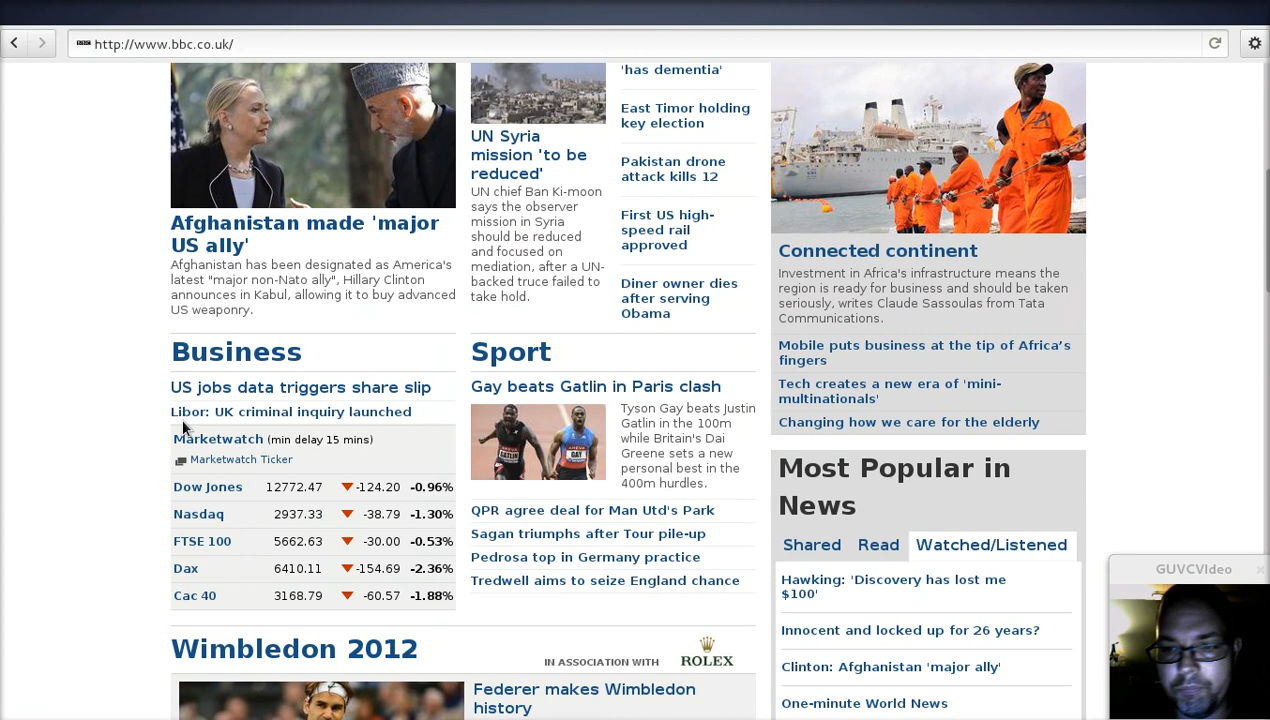 http://www.bbc.co.uk/
Afghanistan made 'major
US ally'
Afghanistan has been designated as America's
latest "major non-Nato ally", Hillary Clinton
announces in Kabul, allowing it to buy advanced
US weaponry.
UN Syria
mission 'to be
reduced'
UN chief Ban Ki-moon
says the observer
mission in Syria
should be reduced
and focused on
mediation, after a UN-
backed truce failed to
take hold.
'has dementia'
East Timor holding
key election
Pakistan drone
attack kills 12
First US high-
speed rail
approved
Diner owner dies
after serving
Obama
Connected continent
Investment in Africa's infrastructure means the
region is ready for business and should be taken
seriously, writes Claude Sassoulas from Tata
Communications.
Mobile puts business at the tip of Africa’s
fingers
Tech creates a new era of 'mini-
multinationals'
Changing how we care for the elderly
Business
US jobs data triggers share slip
Libor: UK criminal inquiry launched
Marketwatch (min delay 15 mins)
Marketwatch Ticker
Dow Jones 12772.47 -124.20 -0.96%
Nasdaq 2937.33 -38.79 -1.30%
FTSE 100 5662.63 -30.00 -0.53%
Dax 6410.11 -154.69 -2.36%
Cac 40 3168.79 -60.57 -1.88%
Sport
Gay beats Gatlin in Paris clash
GATLIN
GAY
Tyson Gay beats Justin
Gatlin in the 100m
while Britain's Dai
Greene sets a new
personal best in the
400m hurdles.
QPR agree deal for Man Utd's Park
Sagan triumphs after Tour pile-up
Pedrosa top in Germany practice
Tredwell aims to seize England chance
Most Popular in
News
Shared Read Watched/Listened
Hawking: 'Discovery has lost me
$100'
Innocent and locked up for 26 years?
Clinton: Afghanistan 'major ally'
One-minute World News
Wimbledon 2012
IN ASSOCIATION WITH
ROLEX
Federer makes Wimbledon
history
GUVCVIdeo